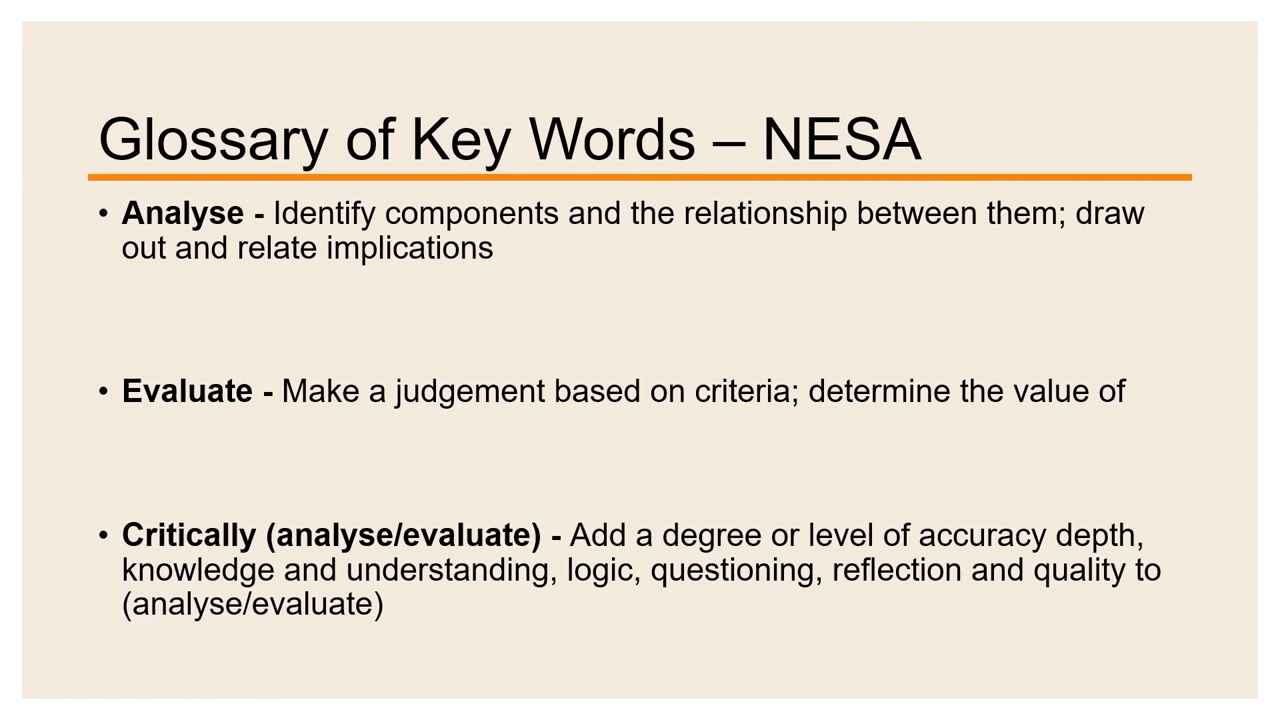 Glossary of Key Words – NESA
• Analyse - Identify components and the relationship between them; draw
out and relate implications
• Evaluate - Make a judgement based on criteria; determine the value of
• Critically (analyse/evaluate) - Add a degree or level of accuracy depth,
knowledge and understanding, logic, questioning, reflection and quality to
(analyse/evaluate)